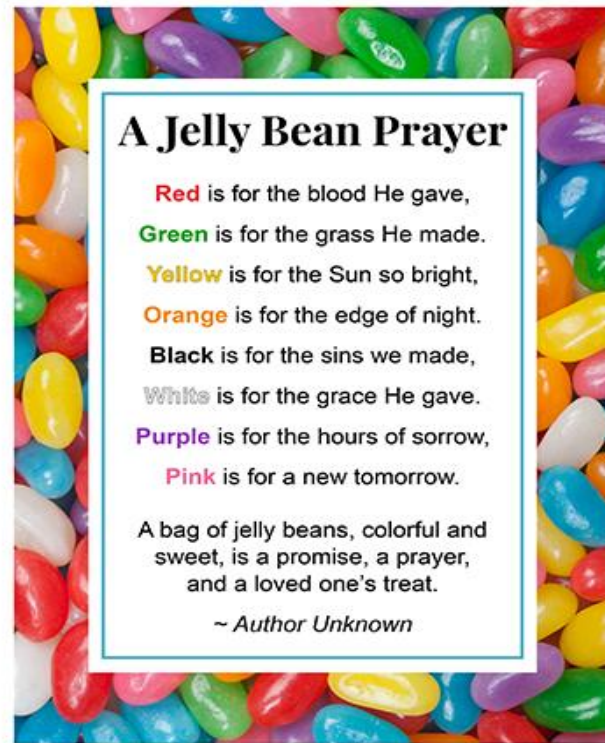 A Jelly Bean Prayer
Red is for the blood He gave,
Green is for the grass He made.
Yellow is for the Sun so bright,
Orange is for the edge of night.
Black is for the sins we made,
White is for the grace He gave.
Purple is for the hours of sorrow,
Pink is for a new tomorrow.
A bag of jelly beans, colorful and
sweet, is a promise, a prayer,
and a loved one's treat.
~ Author Unknown